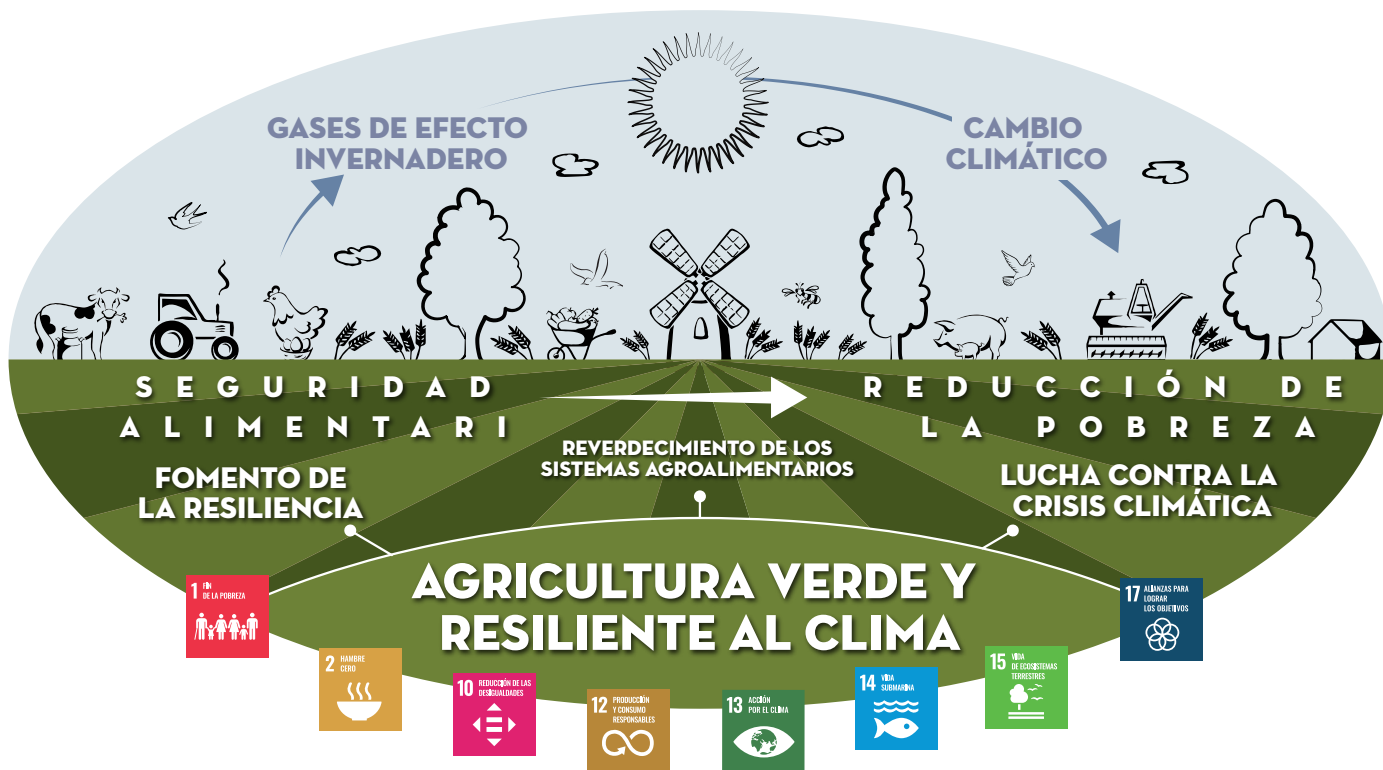 GASES DE EFECTO
INVERNADERO
CAMBIO
CLIMÁTICO
SEGURIDAD
ALIMENTARI
REDUCCIÓN DE
LA POBREZA
REVERDECIMIENTO DE LOS
SISTEMAS AGROALIMENTARIOS
FOMENTO DE
LA RESILIENCIA
LUCHA CONTRA LA
CRISIS CLIMÁTICA
AGRICULTURA VERDE Y
RESILIENTE AL CLIMA
1 FIN
DE LA POBREZA
2 HAMBRE
CERO
10 REDUCCIÓN DE LAS
DESIGUALDADES
12 PRODUCCIÓN
Y CONSUMO
RESPONSABLES
13 ACCIÓN
POR EL CLIMA
14 VIDA
SUBMARINA
15 VIDA
DE ECOSISTEMAS
TERRESTRES
17 ALIANZAS PARA
LOGRAR
LOS OBJETIVOS